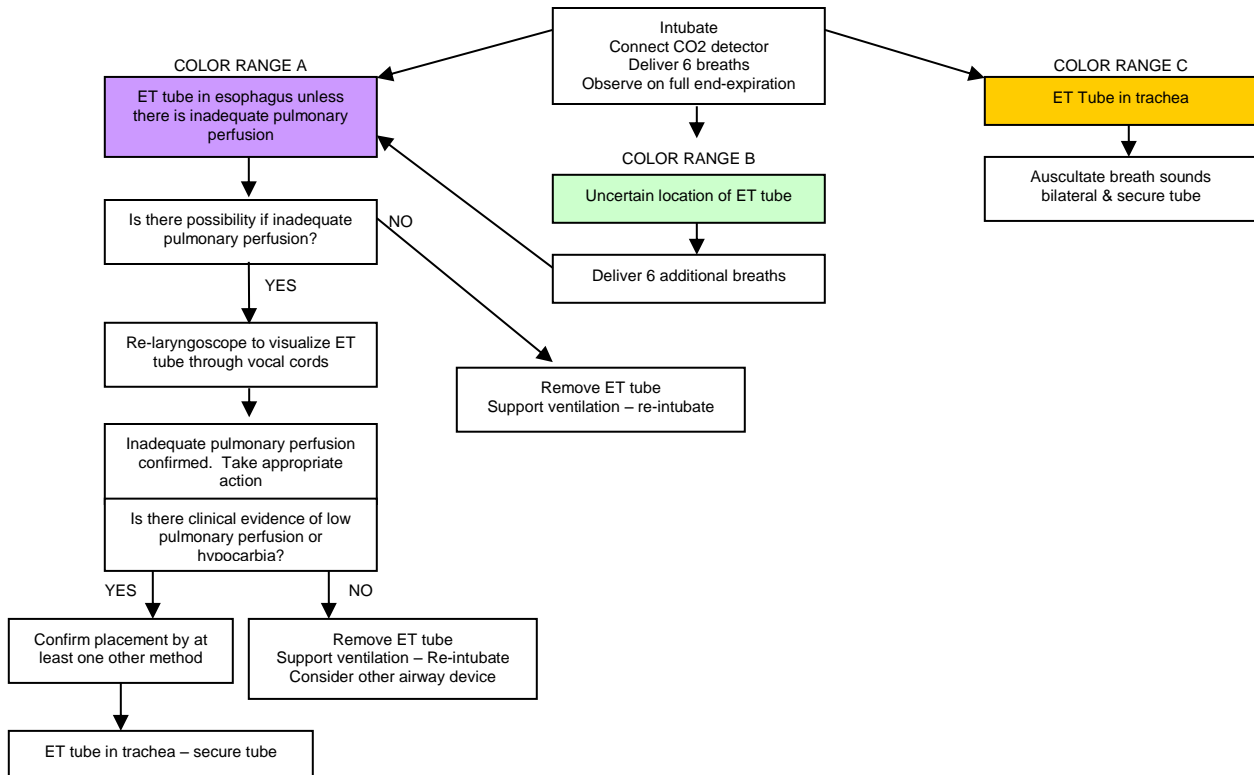 Intubate
Connect CO2 detector
Deliver 6 breaths
Observe on full end-expiration
COLOR RANGE A
ET tube in esophagus unless
there is inadequate pulmonary
perfusion
COLOR RANGE C
ET Tube in trachea
Auscultate breath sounds
bilateral & secure tube
COLOR RANGE B
Uncertain location of ET tube
Deliver 6 additional breaths
Is there possibility if inadequate
pulmonary perfusion?
NO
YES
Re-laryngoscope to visualize ET
tube through vocal cords
Remove ET tube
Support ventilation – re-intubate
Inadequate pulmonary perfusion
confirmed.  Take appropriate
action
Is there clinical evidence of low
pulmonary perfusion or
hypocarbia?
YES
NO
Confirm placement by at
least one other method
Remove ET tube
Support ventilation – Re-intubate
Consider other airway device
ET tube in trachea – secure tube